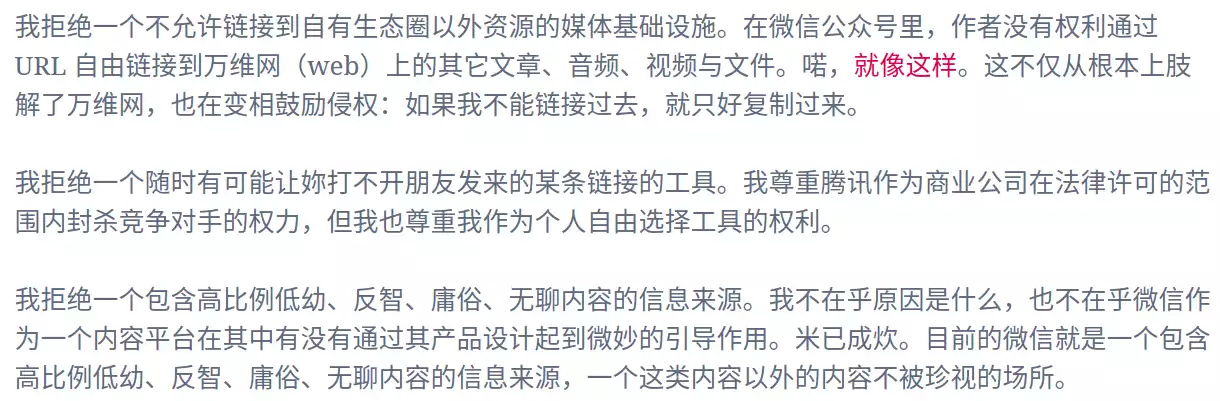 我拒绝一个不允许链接到自有生态圈以外资源的媒体基础设施。在微信公众号里，作者没有权利通过
URL 自由链接到万维网（web）上的其它文章、音频、视频与文件。喏，就像这样。这不仅从根本上肢
解了万维网，也在变相鼓励侵权：如果我不能链接过去，就只好复制过来。
我拒绝一个随时有可能让妳打不开朋友发来的某条链接的工具。我尊重腾讯作为商业公司在法律许可的范
围内封杀竞争对手的权力，但我也尊重我作为个人自由选择工具的权利。
我拒绝一个包含高比例低幼、反智、庸俗、无聊内容的信息来源。我不在乎原因是什么，也不在乎微信作
为一个内容平台在其中有没有通过其产品设计起到微妙的引导作用。米已成炊。目前的微信就是一个包含
高比例低幼、反智、庸俗、无聊内容的信息来源，一个这类内容以外的内容不被珍视的场所。